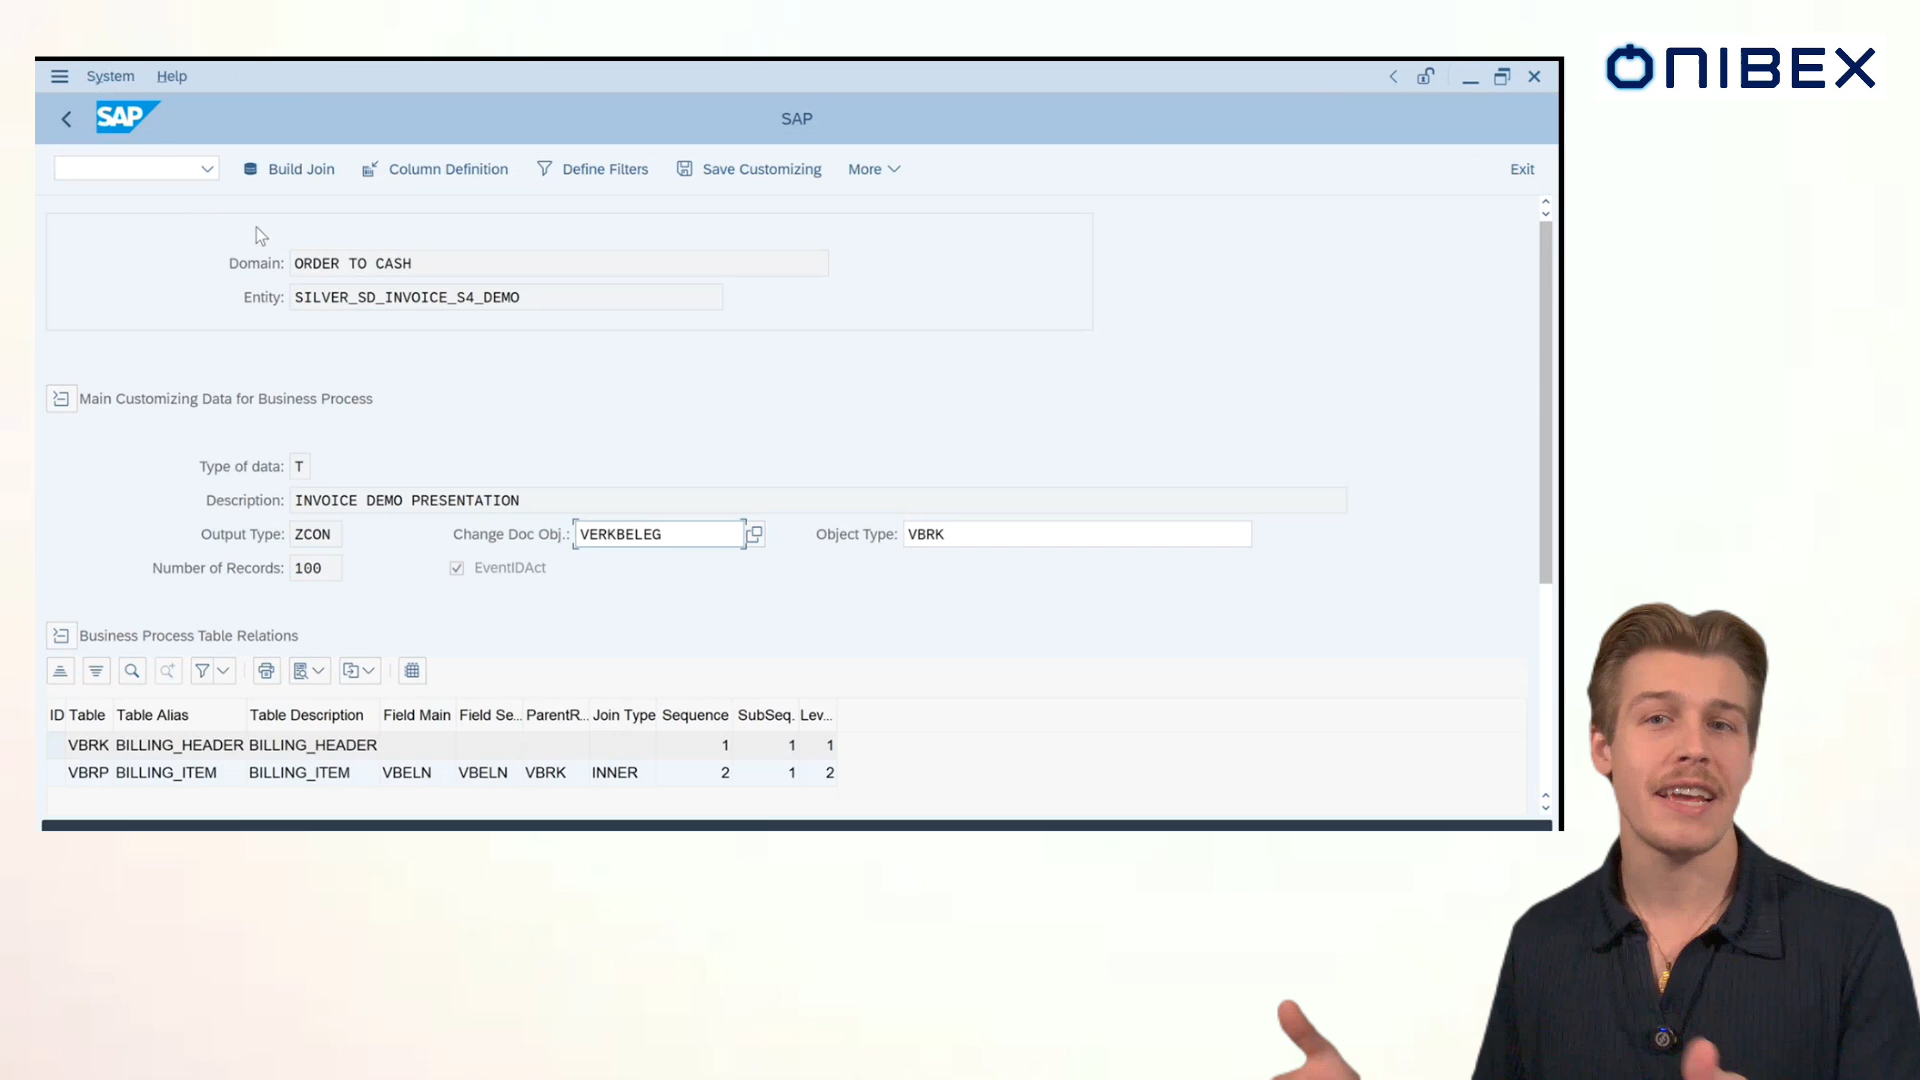 ONIBEX
System Help
SAP
SAP
Build Join Column Definition Define Filters Save Customizing More Exit
Domain: ORDER TO CASH
Entity: SILVER_SD_INVOICE_S4_DEMO
Main Customizing Data for Business Process
Type of data: T
Description: INVOICE DEMO PRESENTATION
Output Type: ZCON Change Doc Obj.: VERKBELEG Object Type: VBRK
Number of Records: 100 EventIDAct
Business Process Table Relations
ID Table Table Alias Table Description Field Main Field Se... ParentR... Join Type Sequence SubSeq. Lev...
VBRK BILLING_HEADER BILLING_HEADER 1 1 1
VBRP BILLING_ITEM BILLING_ITEM VBELN VBELN VBRK INNER 2 1 2